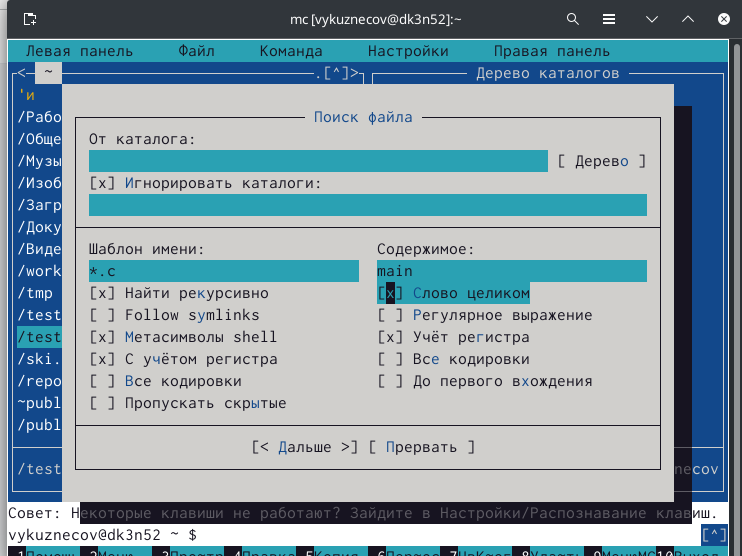 mc [vykuznecov@dk3n52]:~
Левая панель Файл Команда Настройки Правая панель
<─ ~ .[^]> Дерево каталогов
'и
/Рабо
/Обще
/Музы
/Изоб
/Загр
/Доку
/Виде
/work
/tmp
/test
/test
/ski.
/repo
~publ
/publ
/test
Поиск файла
От каталога:
[ Дерево ]
[x] Игнорировать каталоги:
Шаблон имени:
*.c
[x] Найти рекурсивно
[ ] Follow symlinks
[x] Метасимволы shell
[x] С учётом регистра
[ ] Все кодировки
[ ] Пропускать скрытые
Содержимое:
main
[x] Слово целиком
[ ] Регулярное выражение
[x] Учёт регистра
[ ] Все кодировки
[ ] До первого вхождения
[< Дальше >] [ Прервать ]
necov
Совет: Некоторые клавиши не работают? Зайдите в Настройки/Распознавание клавиш.
vykuznecov@dk3n52 ~ $ [^]